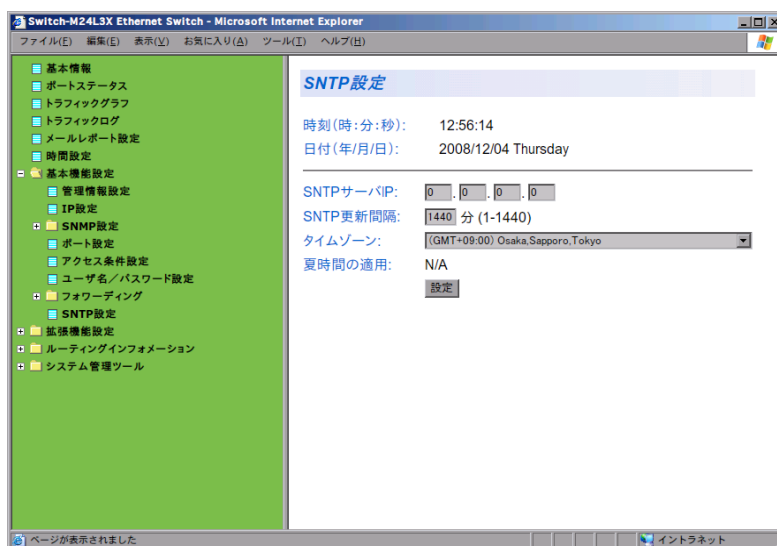 Switch-M24L3X Ethernet Switch - Microsoft Internet Explorer
ファイル(F) 編集(E) 表示(V) お気に入り(A) ツール(T) ヘルプ(H)
基本情報
ポートステータス
トラフィックグラフ
トラフィックログ
メールレポート設定
時間設定
基本機能設定
管理情報設定
IP設定
SNMP設定
ポート設定
アクセス条件設定
ユーザ名／パスワード設定
フォワーディング
SNTP設定
拡張機能設定
ルーティングインフォメーション
システム管理ツール
SNTP設定
時刻(時:分:秒): 12:56:14
日付(年/月/日): 2008/12/04 Thursday
SNTPサーバIP: 0 . 0 . 0 . 0
SNTP更新間隔: 1440 分 (1-1440)
タイムゾーン: (GMT+09:00) Osaka,Sapporo,Tokyo
夏時間の適用: N/A
設定
ページが表示されました イントラネット